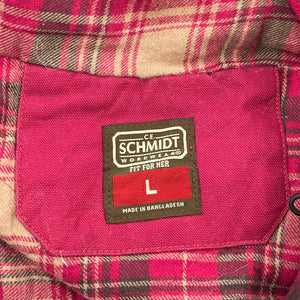 C.E.
SCHMIDT
WORKWEAR®
FIT FOR HER
L
MADE IN BANGLADESH